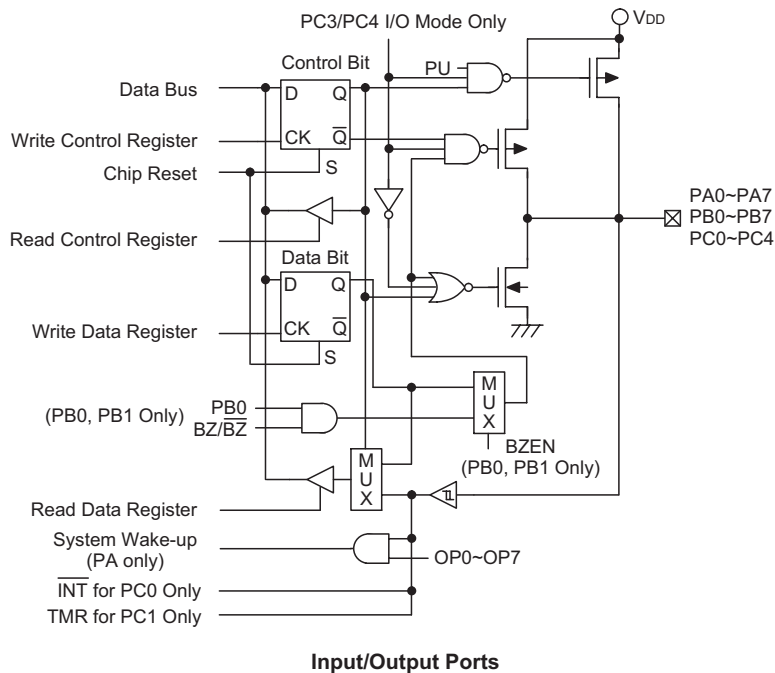 PC3/PC4 I/O Mode Only
VDD
Control Bit
PU
Data Bus
D Q
Write Control Register
CK Q̅
Chip Reset
S
PA0~PA7
PB0~PB7
PC0~PC4
Read Control Register
Data Bit
D Q
Write Data Register
CK Q̅
S
MUX
(PB0, PB1 Only)
PB0
BZ/B̅Z̅
BZEN
(PB0, PB1 Only)
MUX
Read Data Register
System Wake-up
(PA only)
OP0~OP7
I̅N̅T̅ for PC0 Only
TMR for PC1 Only
Input/Output Ports